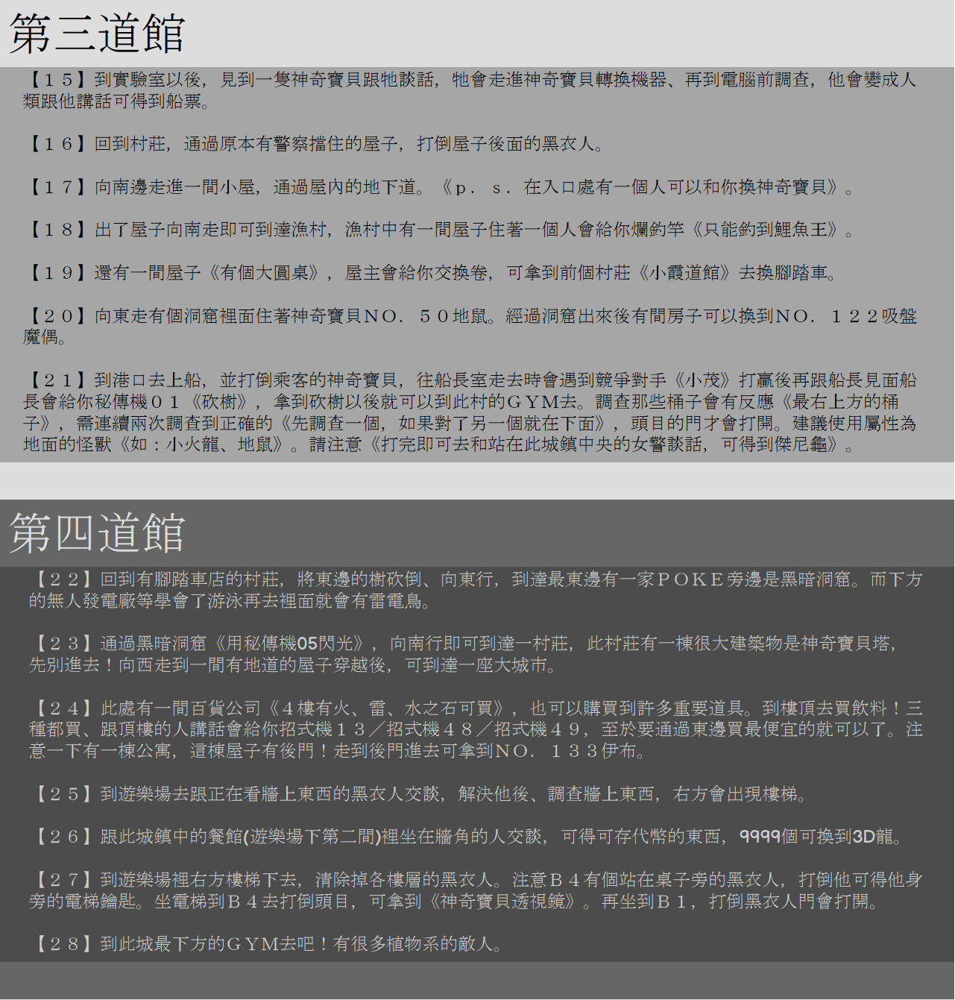 第三道館
【１５】到實驗室以後，見到一隻神奇寶貝跟牠談話，牠會走進神奇寶貝轉換機器、再到電腦前調查，他會變成人
類跟他講話可得到船票。
【１６】回到村莊，通過原本有警察擋住的屋子，打倒屋子後面的黑衣人。
【１７】向南邊走進一間小屋，通過屋內的地下道。《ｐ．ｓ．在入口處有一個人可以和你換神奇寶貝》。
【１８】出了屋子向南走即可到達漁村，漁村中有一間屋子住著一個人會給你爛釣竿《只能釣到鯉魚王》。
【１９】還有一間屋子《有個大圓桌》，屋主會給你交換卷，可拿到前個村莊《小霞道館》去換腳踏車。
【２０】向東走有個洞窟裡面住著神奇寶貝ＮＯ．５０地鼠。經過洞窟出來後有間房子可以換到ＮＯ．１２２吸盤
魔偶。
【２１】到港口去上船，並打倒乘客的神奇寶貝，往船長室走去時會遇到競爭對手《小茂》打贏後再跟船長見面船
長會給你秘傳機０１《砍樹》，拿到砍樹以後就可以到此村的ＧＹＭ去。調查那些桶子會有反應《最右上方的桶
子》，需連續兩次調查到正確的《先調查一個，如果對了另一個就在下面》，頭目的門才會打開。建議使用屬性為
地面的怪獸《如：小火龍、地鼠》。請注意《打完即可去和站在此城鎮中央的女警談話，可得到傑尼龜》。
第四道館
【２２】回到有腳踏車店的村莊，將東邊的樹砍倒、向東行，到達最東邊有一家ＰＯＫＥ旁邊是黑暗洞窟。而下方
的無人發電廠等學會了游泳再去裡面就會有雷電鳥。
【２３】通過黑暗洞窟《用秘傳機05閃光》，向南行即可到達一村莊，此村莊有一棟很大建築物是神奇寶貝塔，
先別進去！向西走到一間有地道的屋子穿越後，可到達一座大城市。
【２４】此處有一間百貨公司《４樓有火、雷、水之石可買》，也可以購買到許多重要道具。到樓頂去買飲料！三
種都買、跟頂樓的人講話會給你招式機１３／招式機４８／招式機４９，至於要通過東邊買最便宜的就可以了。注
意一下有一棟公寓，這棟屋子有後門！走到後門進去可拿到ＮＯ．１３３伊布。
【２５】到遊樂場去跟正在看牆上東西的黑衣人交談，解決他後、調查牆上東西，右方會出現樓梯。
【２６】跟此城鎮中的餐館(遊樂場下第二間)裡坐在牆角的人交談，可得可存代幣的東西，9999個可換到3D龍。
【２７】到遊樂場裡右方樓梯下去，清除掉各樓層的黑衣人。注意Ｂ４有個站在桌子旁的黑衣人，打倒他可得他身
旁的電梯鑰匙。坐電梯到Ｂ４去打倒頭目，可拿到《神奇寶貝透視鏡》。再坐到Ｂ１，打倒黑衣人門會打開。
【２８】到此城最下方的ＧＹＭ去吧！有很多植物系的敵人。